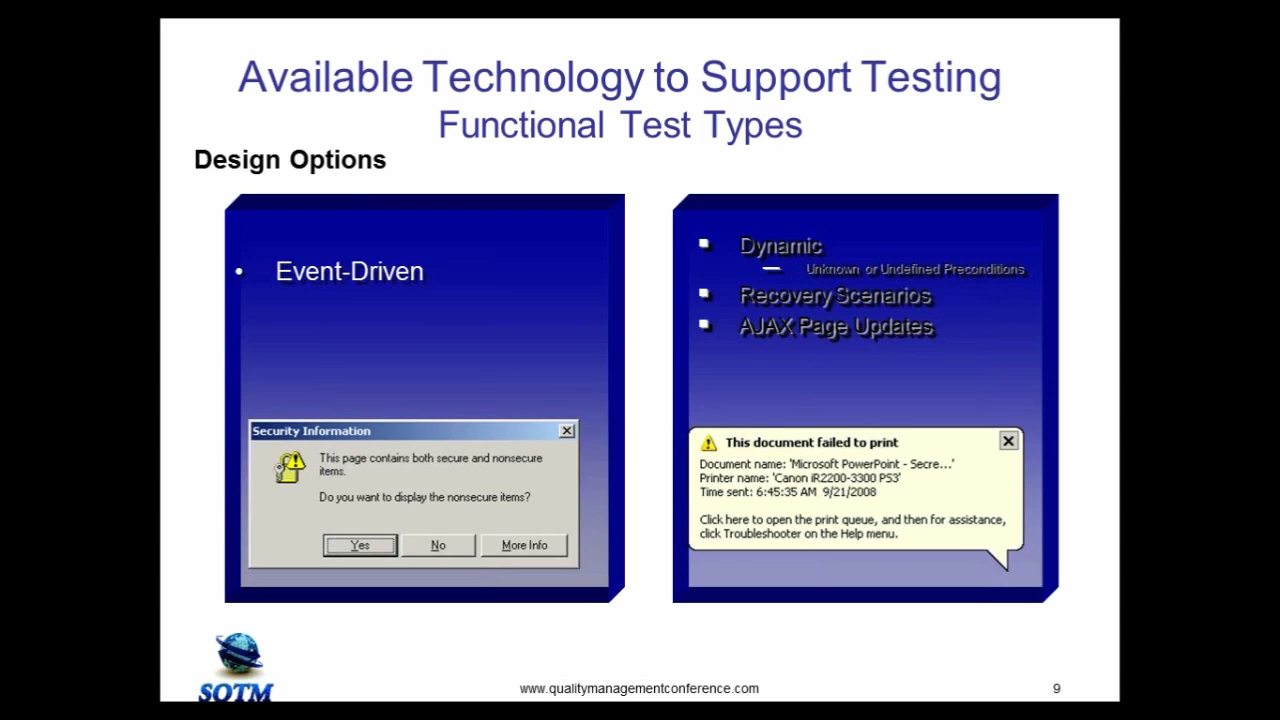 Available Technology to Support Testing
Functional Test Types
Design Options
• Event-Driven
Security Information
This page contains both secure and nonsecure
items.
Do you want to display the nonsecure items?
Yes No More Info
▪ Dynamic
— Unknown or Undefined Preconditions
▪ Recovery Scenarios
▪ AJAX Page Updates
This document failed to print
Document name: 'Microsoft PowerPoint - Secre...'
Printer name: 'Canon iR2200-3300 PS3'
Time sent: 6:45:35 AM 9/21/2008
Click here to open the print queue, and then for assistance,
click Troubleshooter on the Help menu.
SOTM
www.qualitymanagementconference.com
9